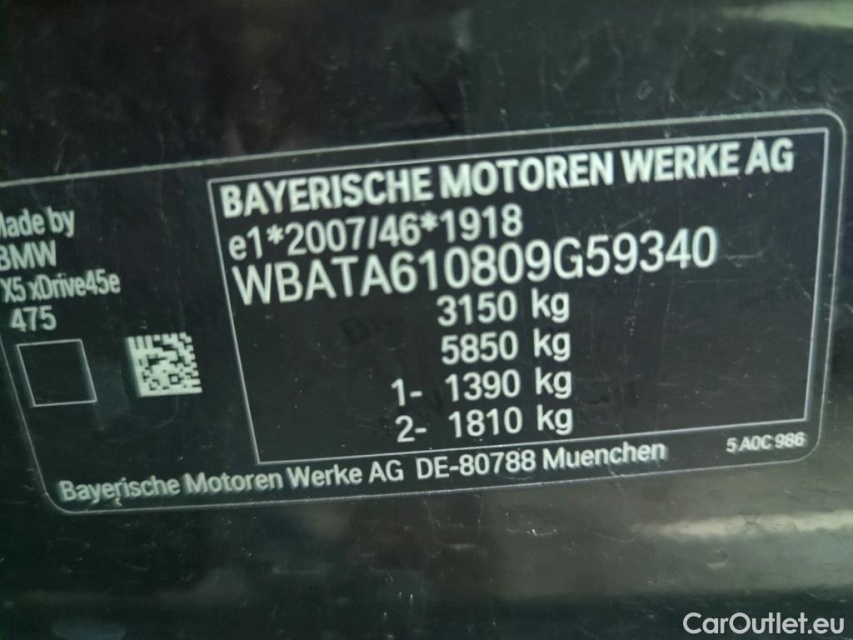 BAYERISCHE MOTOREN WERKE AG
e1*2007/46*1918
WBATA610809G59340
3150 kg
5850 kg
1- 1390 kg
2- 1810 kg
Made by
BMW
X5 xDrive45e
475
5 A0C 986
Bayerische Motoren Werke AG DE-80788 Muenchen
CarOutlet.eu